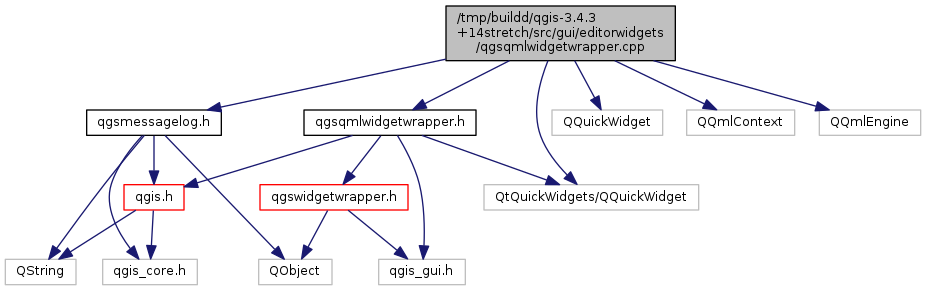 /tmp/buildd/qgis-3.4.3
+14stretch/src/gui/editorwidgets
/qgsqmlwidgetwrapper.cpp
qgsmessagelog.h
qgsqmlwidgetwrapper.h
QQuickWidget
QQmlContext
QQmlEngine
qgis.h
qgswidgetwrapper.h
QtQuickWidgets/QQuickWidget
QString
qgis_core.h
QObject
qgis_gui.h